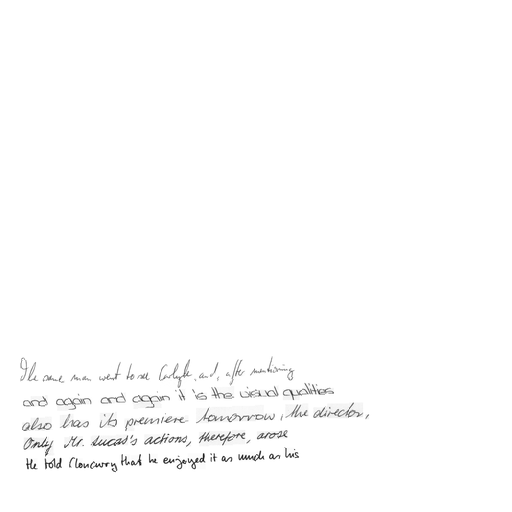 The same man went to see Carlyle, and, after mentioning
and again and again it is the visual qualities
also has its premiere tomorrow, the director,
Only Mr. Lucas's actions, therefore, arose
He told Cloncurry that he enjoyed it as much as his